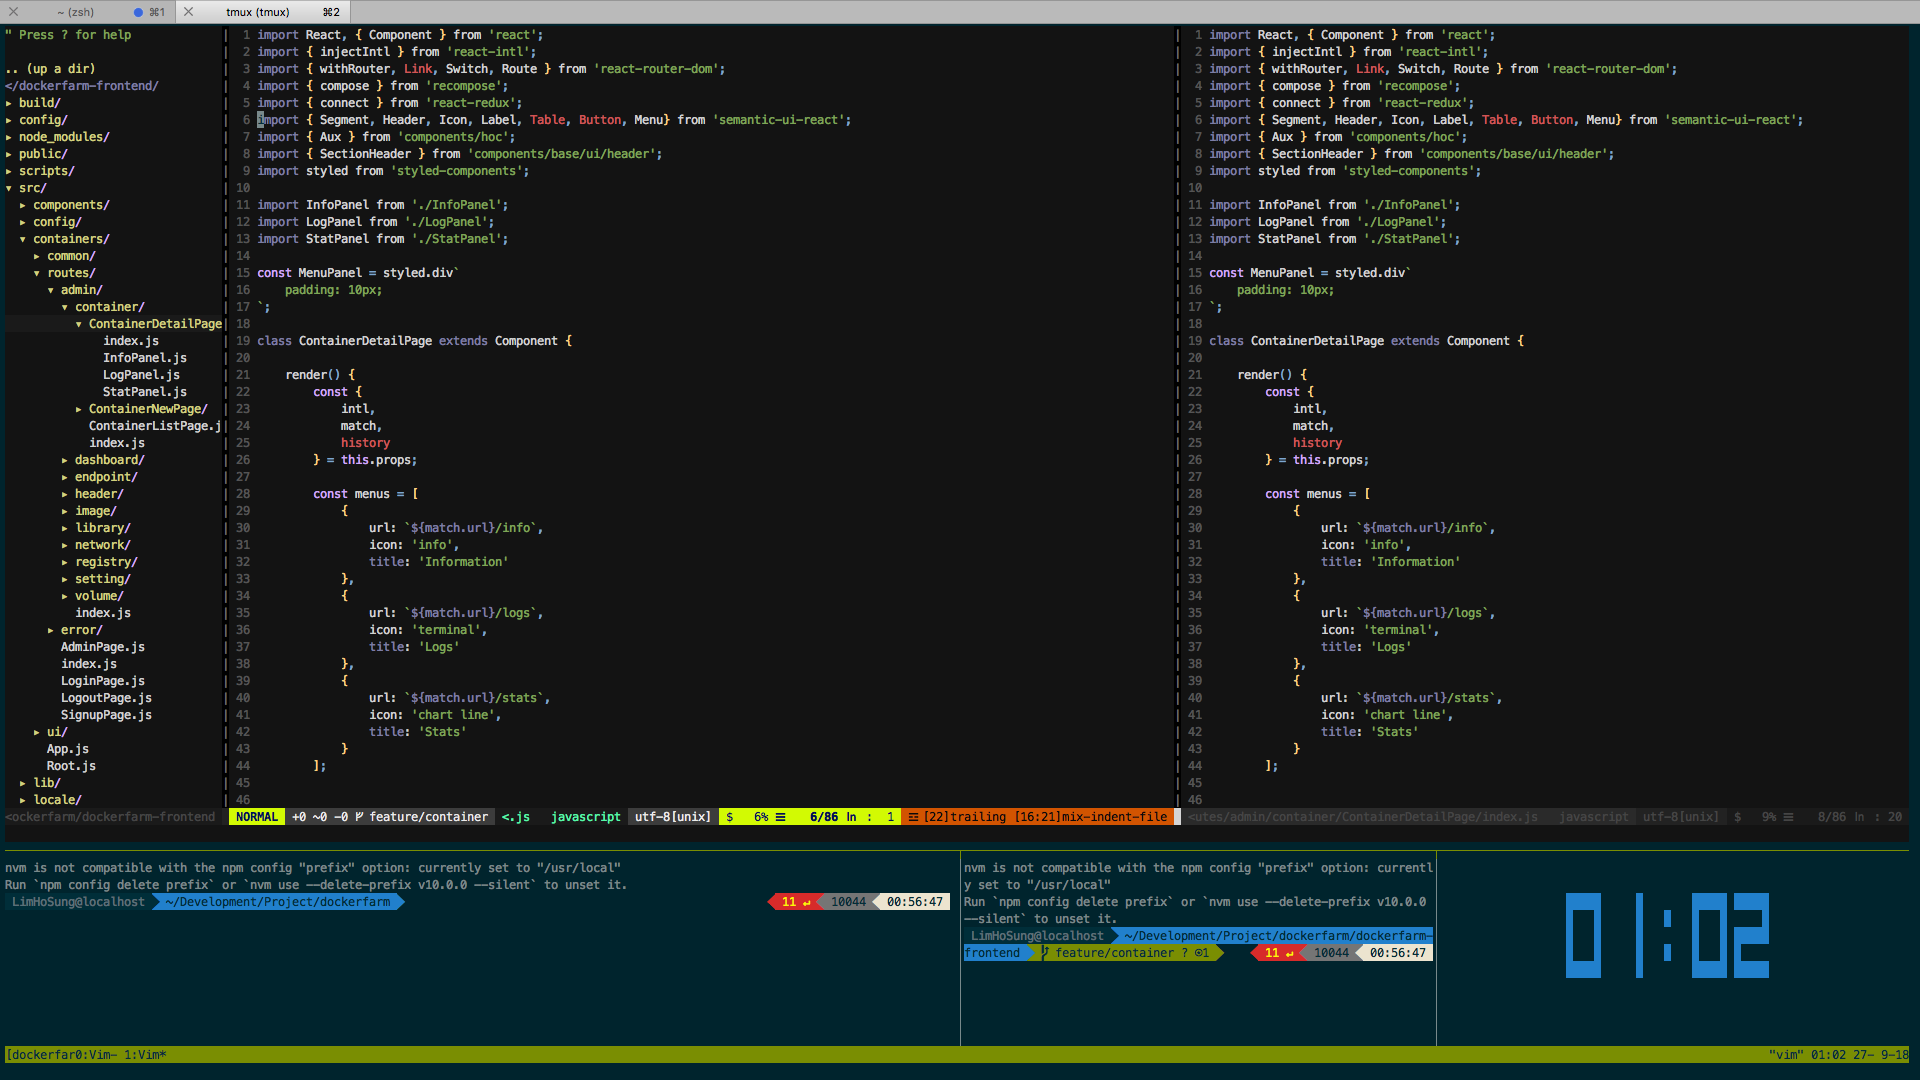 ~ (zsh) ⌘1 tmux (tmux) ⌘2
" Press ? for help
.. (up a dir)
</dockerfarm-frontend/
▸ build/
▸ config/
▸ node_modules/
▸ public/
▸ scripts/
▾ src/
▸ components/
▸ config/
▾ containers/
▸ common/
▾ routes/
▾ admin/
▾ container/
▾ ContainerDetailPage
index.js
InfoPanel.js
LogPanel.js
StatPanel.js
▸ ContainerNewPage/
ContainerListPage.j
index.js
▸ dashboard/
▸ endpoint/
▸ header/
▸ image/
▸ library/
▸ network/
▸ registry/
▸ setting/
▸ volume/
index.js
▸ error/
AdminPage.js
index.js
LoginPage.js
LogoutPage.js
SignupPage.js
▸ ui/
App.js
Root.js
▸ lib/
▸ locale/
<ockerfarm/dockerfarm-frontend
1 import React, { Component } from 'react';
2 import { injectIntl } from 'react-intl';
3 import { withRouter, Link, Switch, Route } from 'react-router-dom';
4 import { compose } from 'recompose';
5 import { connect } from 'react-redux';
6 import { Segment, Header, Icon, Label, Table, Button, Menu} from 'semantic-ui-react';
7 import { Aux } from 'components/hoc';
8 import { SectionHeader } from 'components/base/ui/header';
9 import styled from 'styled-components';
10
11 import InfoPanel from './InfoPanel';
12 import LogPanel from './LogPanel';
13 import StatPanel from './StatPanel';
14
15 const MenuPanel = styled.div`
16     padding: 10px;
17 `;
18
19 class ContainerDetailPage extends Component {
20
21     render() {
22         const {
23             intl,
24             match,
25             history
26         } = this.props;
27
28         const menus = [
29             {
30                 url: `${match.url}/info`,
31                 icon: 'info',
32                 title: 'Information'
33             },
34             {
35                 url: `${match.url}/logs`,
36                 icon: 'terminal',
37                 title: 'Logs'
38             },
39             {
40                 url: `${match.url}/stats`,
41                 icon: 'chart line',
42                 title: 'Stats'
43             }
44         ];
45
46
NORMAL +0 ~0 -0 feature/container <.js javascript utf-8[unix] $ 6% ☰ 6/86 ln : 1 ☲ [22]trailing [16:21]mix-indent-file
1 import React, { Component } from 'react';
2 import { injectIntl } from 'react-intl';
3 import { withRouter, Link, Switch, Route } from 'react-router-dom';
4 import { compose } from 'recompose';
5 import { connect } from 'react-redux';
6 import { Segment, Header, Icon, Label, Table, Button, Menu} from 'semantic-ui-react';
7 import { Aux } from 'components/hoc';
8 import { SectionHeader } from 'components/base/ui/header';
9 import styled from 'styled-components';
10
11 import InfoPanel from './InfoPanel';
12 import LogPanel from './LogPanel';
13 import StatPanel from './StatPanel';
14
15 const MenuPanel = styled.div`
16     padding: 10px;
17 `;
18
19 class ContainerDetailPage extends Component {
20
21     render() {
22         const {
23             intl,
24             match,
25             history
26         } = this.props;
27
28         const menus = [
29             {
30                 url: `${match.url}/info`,
31                 icon: 'info',
32                 title: 'Information'
33             },
34             {
35                 url: `${match.url}/logs`,
36                 icon: 'terminal',
37                 title: 'Logs'
38             },
39             {
40                 url: `${match.url}/stats`,
41                 icon: 'chart line',
42                 title: 'Stats'
43             }
44         ];
45
46
<utes/admin/container/ContainerDetailPage/index.js javascript utf-8[unix] $ 9% ☰ 8/86 ln : 20
nvm is not compatible with the npm config "prefix" option: currently set to "/usr/local"
Run `npm config delete prefix` or `nvm use --delete-prefix v10.0.0 --silent` to unset it.
LimHoSung@localhost ~/Development/Project/dockerfarm 11 ↵ 10044 00:56:47
nvm is not compatible with the npm config "prefix" option: currentl
y set to "/usr/local"
Run `npm config delete prefix` or `nvm use --delete-prefix v10.0.0
--silent` to unset it.
LimHoSung@localhost ~/Development/Project/dockerfarm/dockerfarm-
frontend feature/container ? ⊙1 11 ↵ 10044 00:56:47
01:02
[dockerfar0:Vim- 1:Vim* "vim" 01:02 27- 9-18